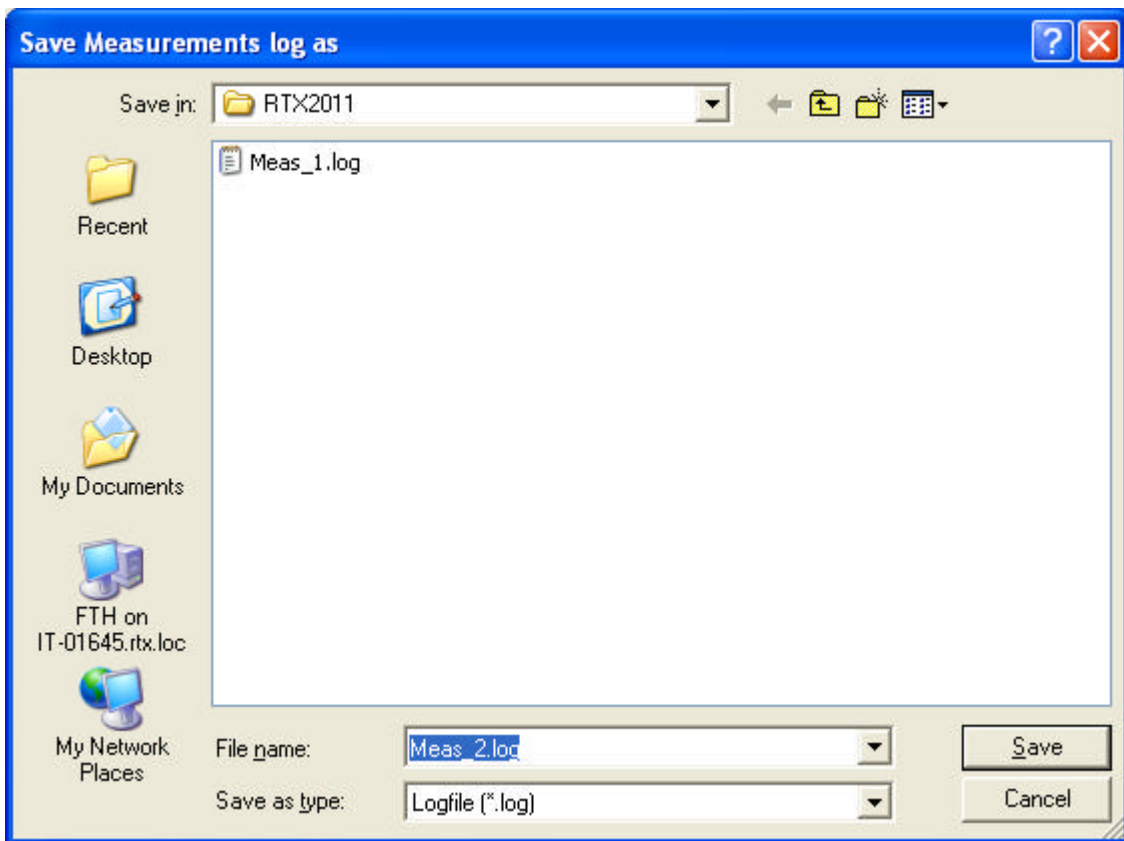 Save Measurements log as
Save in:
RTX2011
Meas_1.log
Recent
Desktop
My Documents
FTH on
IT-01645.rtx.loc
My Network
Places
File name:
Meas_2.log
Save
Save as type:
Logfile (*.log)
Cancel